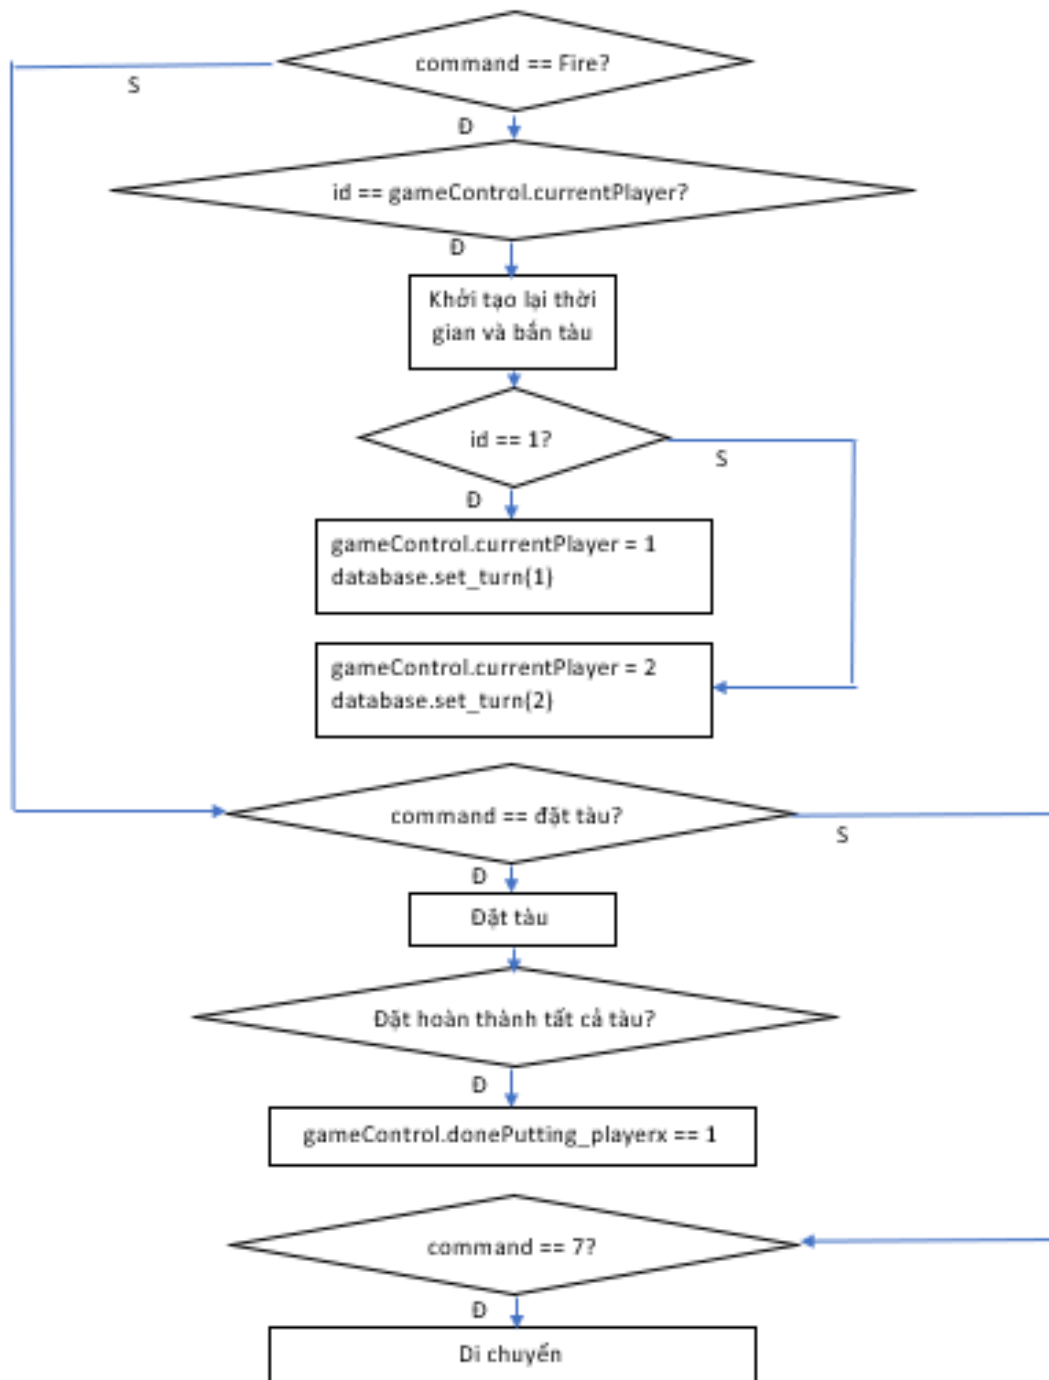 command == Fire?
S
Đ
id == gameControl.currentPlayer?
Đ
Khởi tạo lại thời
gian và bắn tàu
id == 1?
S
Đ
gameControl.currentPlayer = 1
database.set_turn(1)
gameControl.currentPlayer = 2
database.set_turn(2)
command == đặt tàu?
S
Đ
Đặt tàu
Đặt hoàn thành tất cả tàu?
Đ
gameControl.donePutting_playerx == 1
command == 7?
Đ
Di chuyển